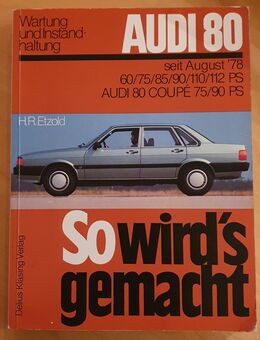 Wartung
und Instand-
haltung
AUDI 80
seit August '78
60/75/85/90/110/112 PS
AUDI 80 COUPÉ 75/90 PS
H.R. Etzold
So wird's
gemacht
Delius Klasing Verlag